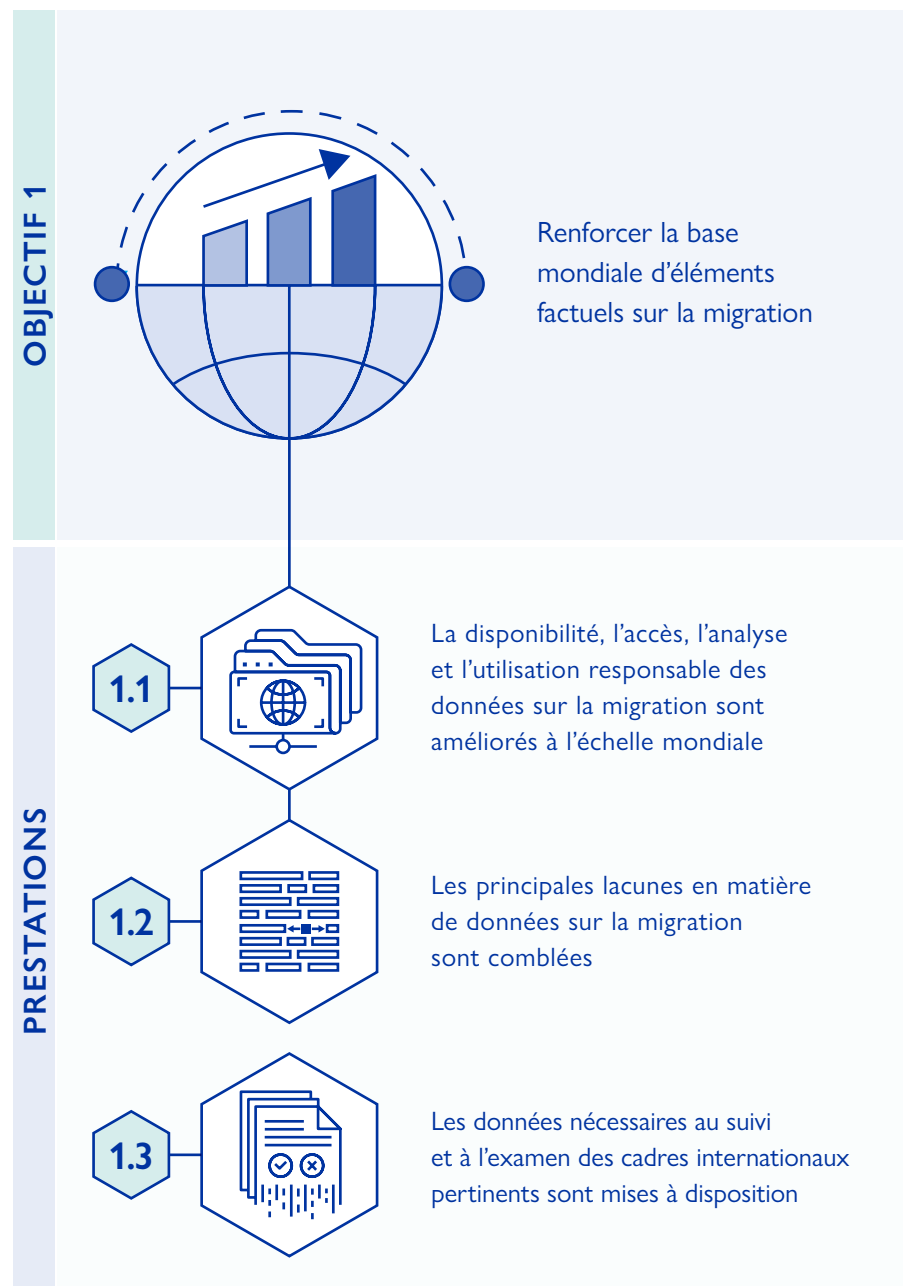 OBJECTIF 1
Renforcer la base
mondiale d’éléments
factuels sur la migration
PRESTATIONS
1.1
La disponibilité, l’accès, l’analyse
et l’utilisation responsable des
données sur la migration sont
améliorés à l’échelle mondiale
1.2
Les principales lacunes en matière
de données sur la migration
sont comblées
1.3
Les données nécessaires au suivi
et à l’examen des cadres internationaux
pertinents sont mises à disposition